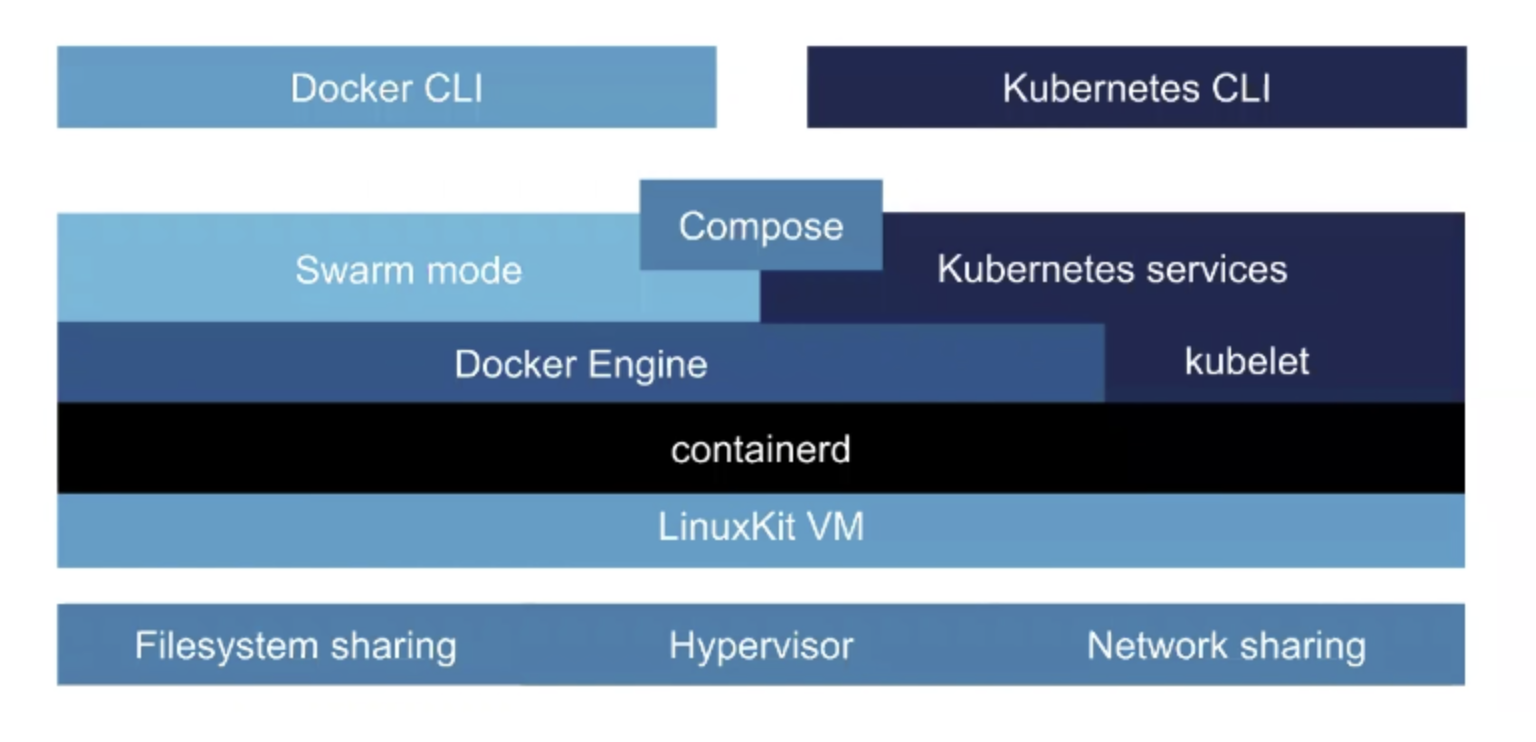 Docker CLI
Kubernetes CLI
Compose
Swarm mode
Kubernetes services
Docker Engine
kubelet
containerd
LinuxKit VM
Filesystem sharing
Hypervisor
Network sharing